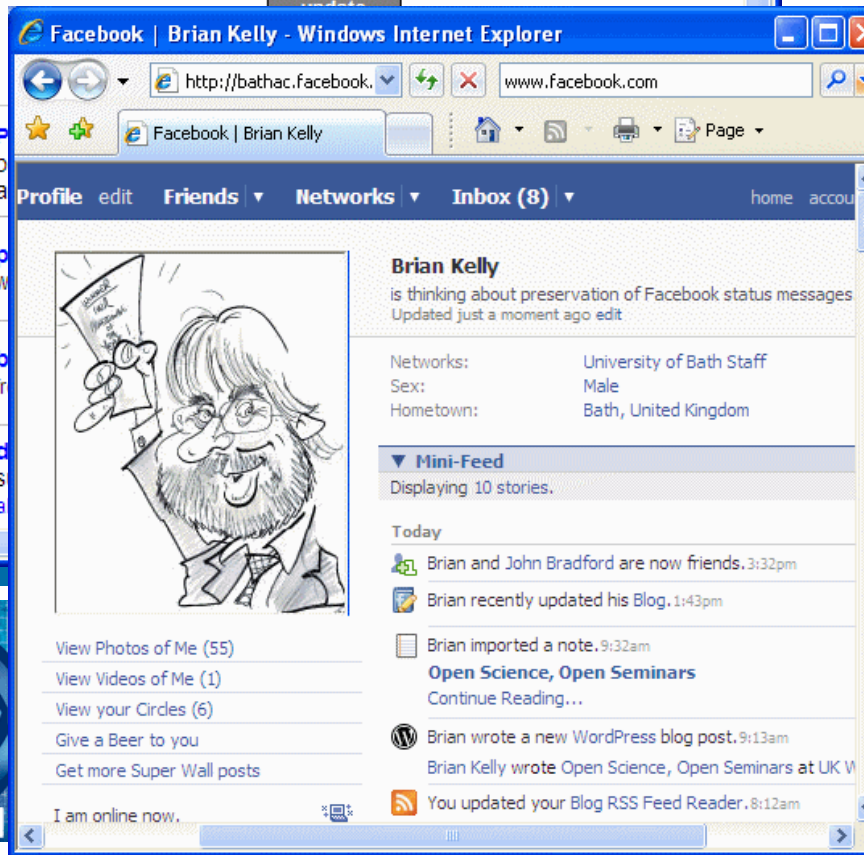 update
Facebook | Brian Kelly - Windows Internet Explorer
http://bathac.facebook.
www.facebook.com
Facebook | Brian Kelly
Page
Profile edit Friends Networks Inbox (8) home accou
Brian Kelly
is thinking about preservation of Facebook status messages
Updated just a moment ago edit
Networks: University of Bath Staff
Sex: Male
Hometown: Bath, United Kingdom
Mini-Feed
Displaying 10 stories.
Today
Brian and John Bradford are now friends. 3:32pm
Brian recently updated his Blog. 1:43pm
Brian imported a note. 9:32am
Open Science, Open Seminars
Continue Reading...
Brian wrote a new WordPress blog post. 9:13am
Brian Kelly wrote Open Science, Open Seminars at UK W
You updated your Blog RSS Feed Reader. 8:12am
View Photos of Me (55)
View Videos of Me (1)
View your Circles (6)
Give a Beer to you
Get more Super Wall posts
I am online now.